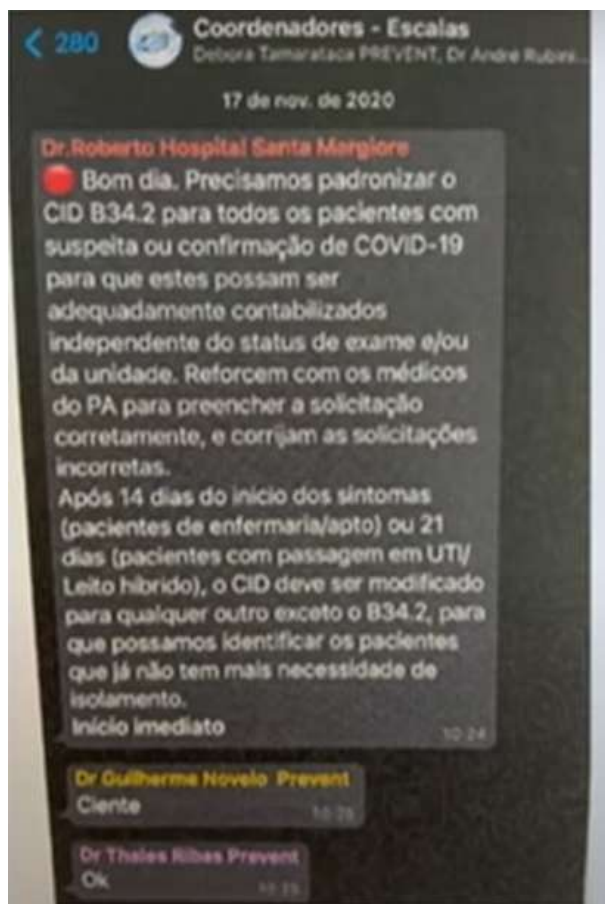 280
Coordenadores - Escalas
Debora Tamarataca PREVENT, Dr André Rubini...
17 de nov. de 2020
Dr.Roberto Hospital Santa Margiore
Bom dia. Precisamos padronizar o
CID B34.2 para todos os pacientes com
suspeita ou confirmação de COVID-19
para que estes possam ser
adequadamente contabilizados
independente do status de exame e/ou
da unidade. Reforcem com os médicos
do PA para preencher a solicitação
corretamente, e corrijam as solicitações
incorretas.
Após 14 dias do início dos sintomas
(pacientes de enfermaria/apto) ou 21
dias (pacientes com passagem em UTI/
Leito híbrido), o CID deve ser modificado
para qualquer outro exceto o B34.2, para
que possamos identificar os pacientes
que já não tem mais necessidade de
isolamento.
Início imediato
10:24
Dr Guilherme Novelo Prevent
Ciente
Dr Thales Ribas Prevent
Ok